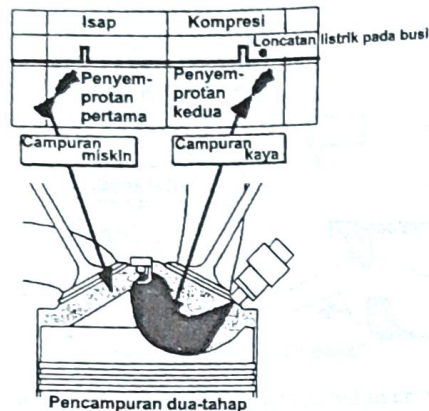 Isap
Kompresi
Loncatan listrik pada busi
Penyem-
protan
pertama
Penyem-
protan
kedua
Campuran
miskin
Campuran
kaya
Pencampuran dua-tahap